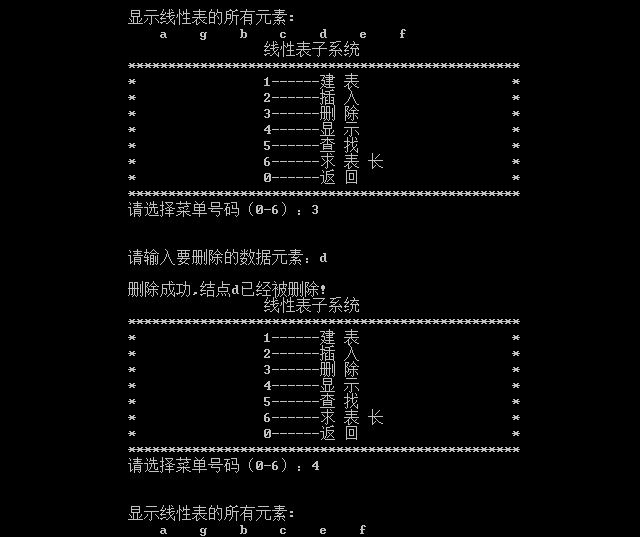 显示线性表的所有元素:
a g b c d e f
线性表子系统
*************************************************
* 1------建 表 *
* 2------插 入 *
* 3------删 除 *
* 4------显 示 *
* 5------查 找 *
* 6------求 表 长 *
* 0------返 回 *
*************************************************
请选择菜单号码（0-6）：3
请输入要删除的数据元素：d
删除成功,结点d已经被删除!
线性表子系统
*************************************************
* 1------建 表 *
* 2------插 入 *
* 3------删 除 *
* 4------显 示 *
* 5------查 找 *
* 6------求 表 长 *
* 0------返 回 *
*************************************************
请选择菜单号码（0-6）：4
显示线性表的所有元素:
a g b c e f